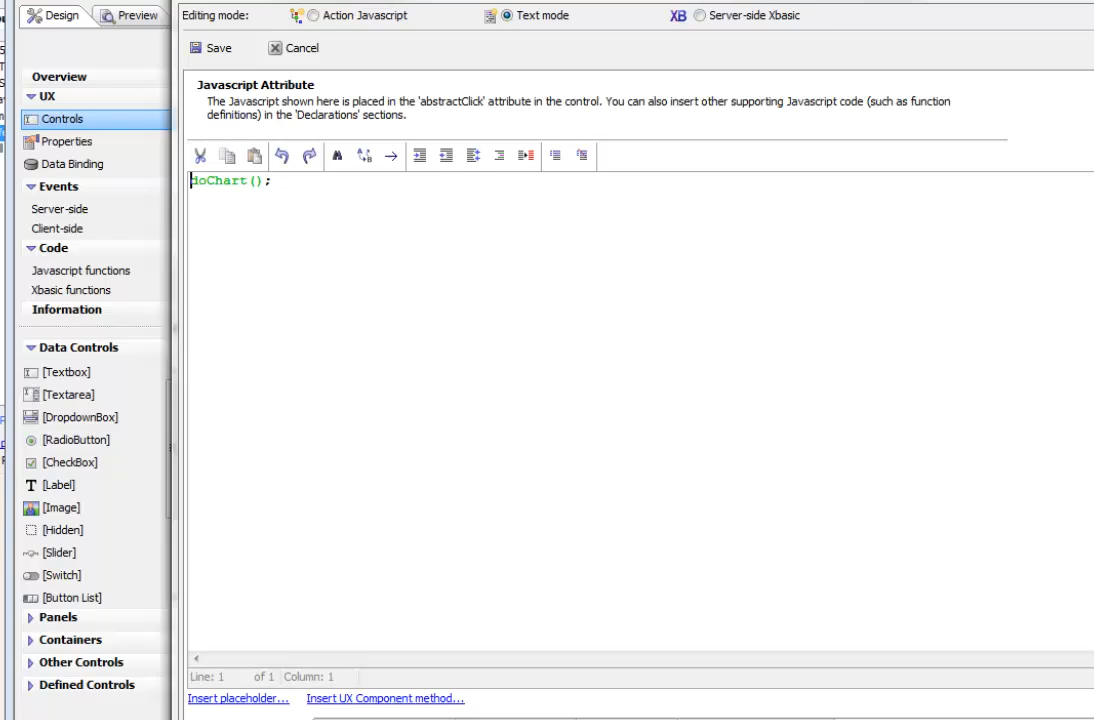 Design
Preview
Editing mode:
Action Javascript
Text mode
XB
Server-side Xbasic
Save
Cancel
Overview
UX
Controls
Properties
Data Binding
Events
Server-side
Client-side
Code
Javascript functions
Xbasic functions
Information
Data Controls
[Textbox]
[Textarea]
[DropdownBox]
[RadioButton]
[CheckBox]
T [Label]
[Image]
[Hidden]
[Slider]
[Switch]
[Button List]
Panels
Containers
Other Controls
Defined Controls
Javascript Attribute
The Javascript shown here is placed in the 'abstractClick' attribute in the control. You can also insert other supporting Javascript code (such as function
definitions) in the 'Declarations' sections.
doChart();
Line: 1 of 1 Column: 1
Insert placeholder... Insert UX Component method...